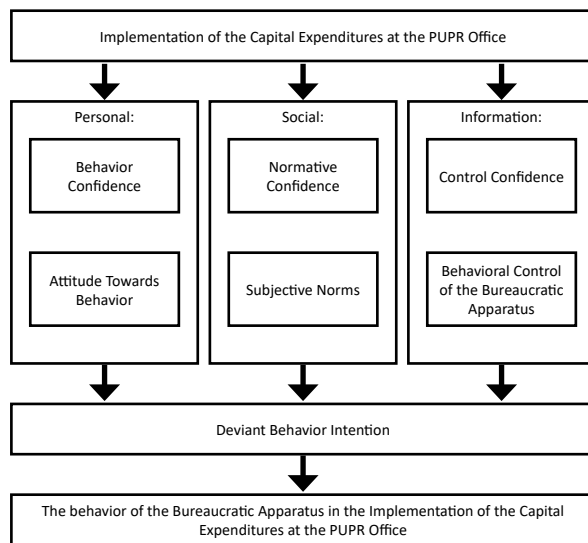 Implementation of the Capital Expenditures at the PUPR Office
Personal:
Behavior
Confidence
Attitude Towards
Behavior
Social:
Normative
Confidence
Subjective Norms
Information:
Control Confidence
Behavioral Control
of the Bureaucratic
Apparatus
Deviant Behavior Intention
The behavior of the Bureaucratic Apparatus in the Implementation of the Capital
Expenditures at the PUPR Office